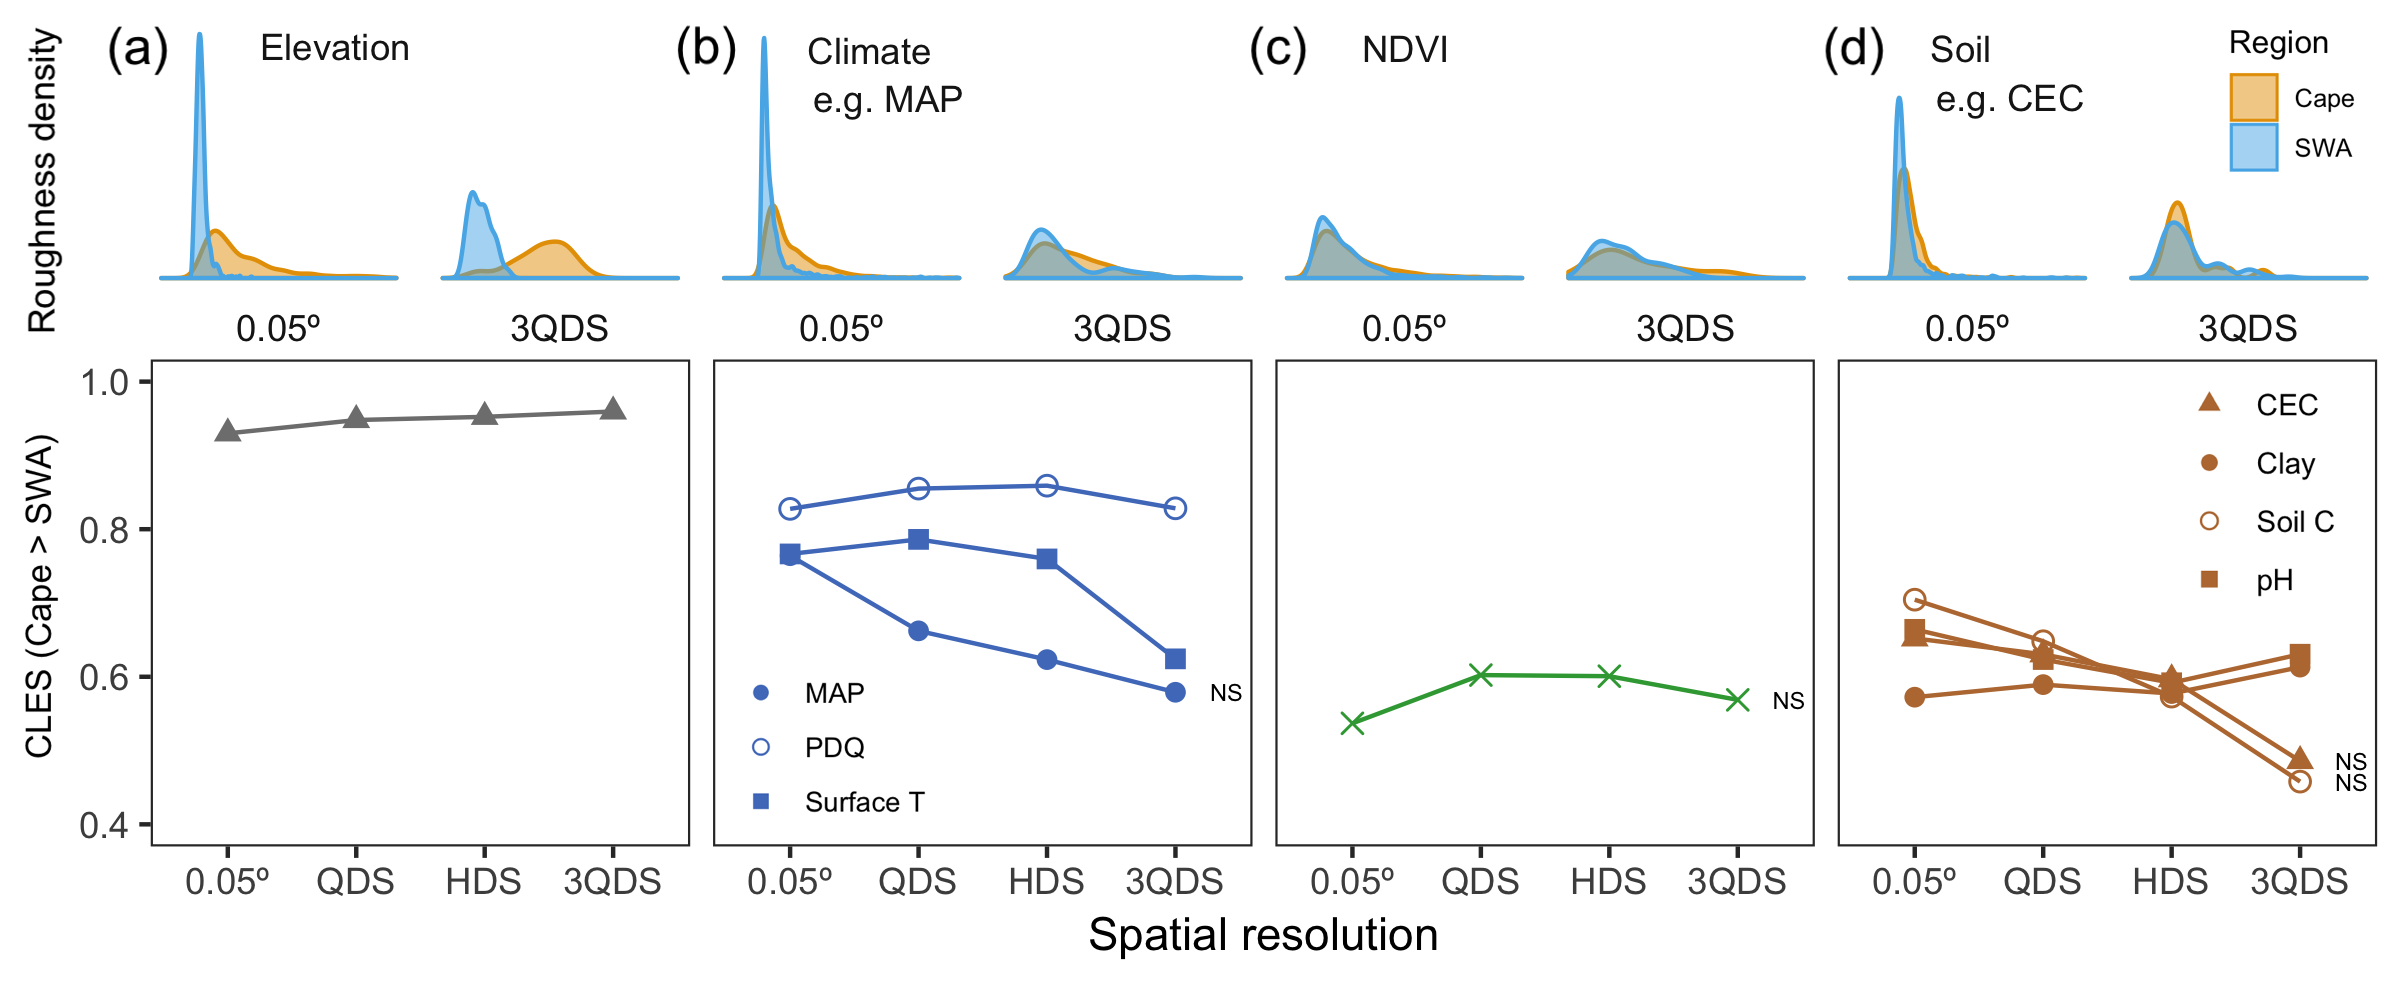 (a)
Elevation
(b)
Climate
e.g. MAP
(c)
NDVI
(d)
Soil
e.g. CEC
Region
Cape
SWA
Roughness density
0.05º
3QDS
0.05º
3QDS
0.05º
3QDS
0.05º
3QDS
CLES (Cape > SWA)
1.0
0.8
0.6
0.4
MAP
PDQ
Surface T
NS
NS
CEC
Clay
Soil C
pH
NS
NS
0.05º
QDS
HDS
3QDS
0.05º
QDS
HDS
3QDS
0.05º
QDS
HDS
3QDS
0.05º
QDS
HDS
3QDS
Spatial resolution